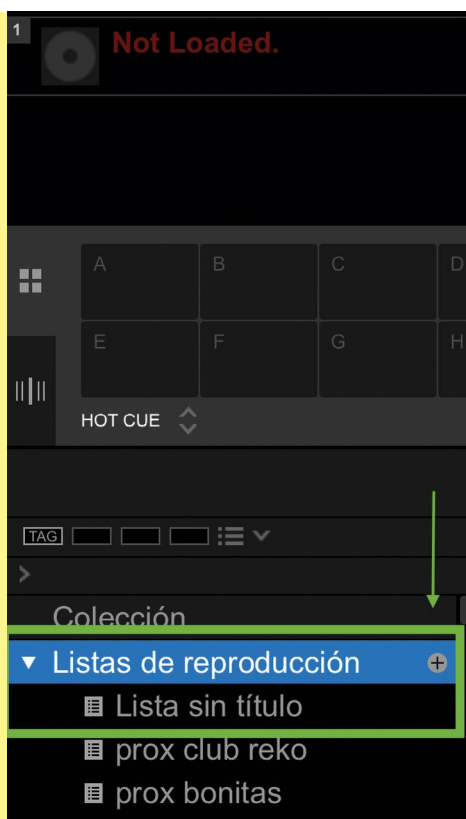 1
Not Loaded.
A B C D
E F G H
HOT CUE
TAG
Colección
Listas de reproducción
Lista sin título
prox club reko
prox bonitas